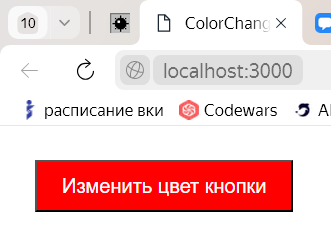 10
ColorChang
localhost:3000
расписание вки
Codewars
Изменить цвет кнопки